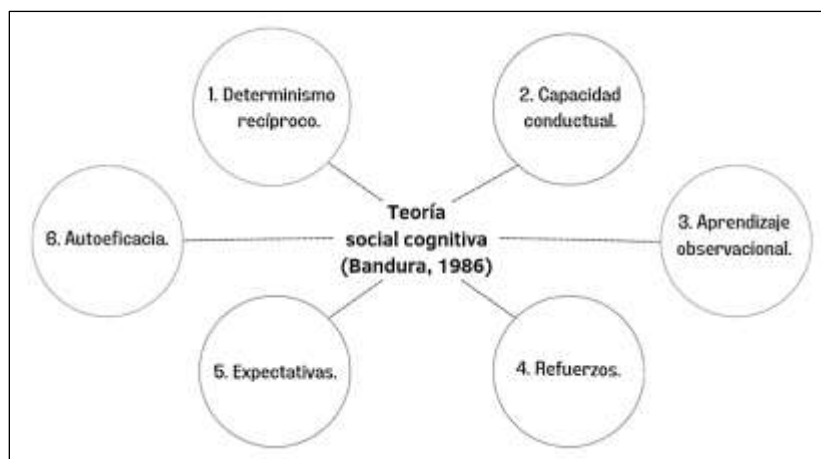 1. Determinismo
recíproco.
2. Capacidad
conductual.
Teoría
social cognitiva
(Bandura, 1986)
3. Aprendizaje
observacional.
6. Autoeficacia.
5. Expectativas.
4. Refuerzos.